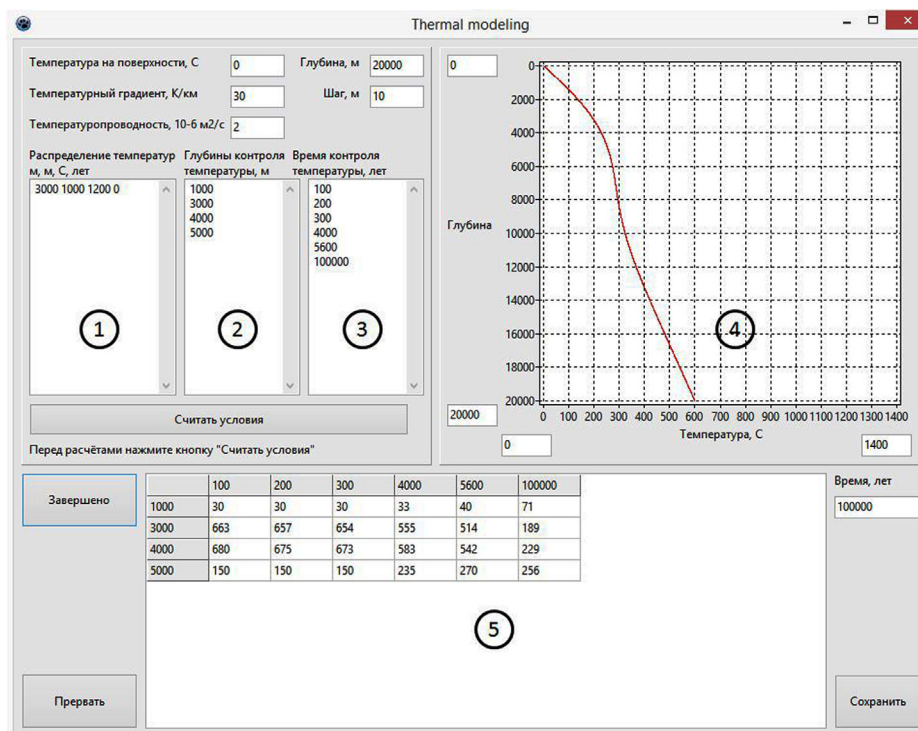 Thermal modeling
Температура на поверхности, С 0 Глубина, м 20000
Температурный градиент, К/км 30 Шаг, м 10
Температуропроводность, 10-6 м2/с 2
Распределение температур Глубины контроля Время контроля
м, м, С, лет температуры, м температуры, лет
3000 1000 1200 0
1000
3000
4000
5000
100
200
300
4000
5600
100000
1
2
3
Считать условия
Перед расчётами нажмите кнопку "Считать условия"
0
Глубина
20000
0
2000
4000
6000
8000
10000
12000
14000
16000
18000
20000
4
0 100 200 300 400 500 600 700 800 900 1000 1100 1200 1300 1400
Температура, С
0
1400
Завершено
100 200 300 4000 5600 100000
1000 30 30 30 33 40 71
3000 663 657 654 555 514 189
4000 680 675 673 583 542 229
5000 150 150 150 235 270 256
5
Время, лет
100000
Прервать
Сохранить